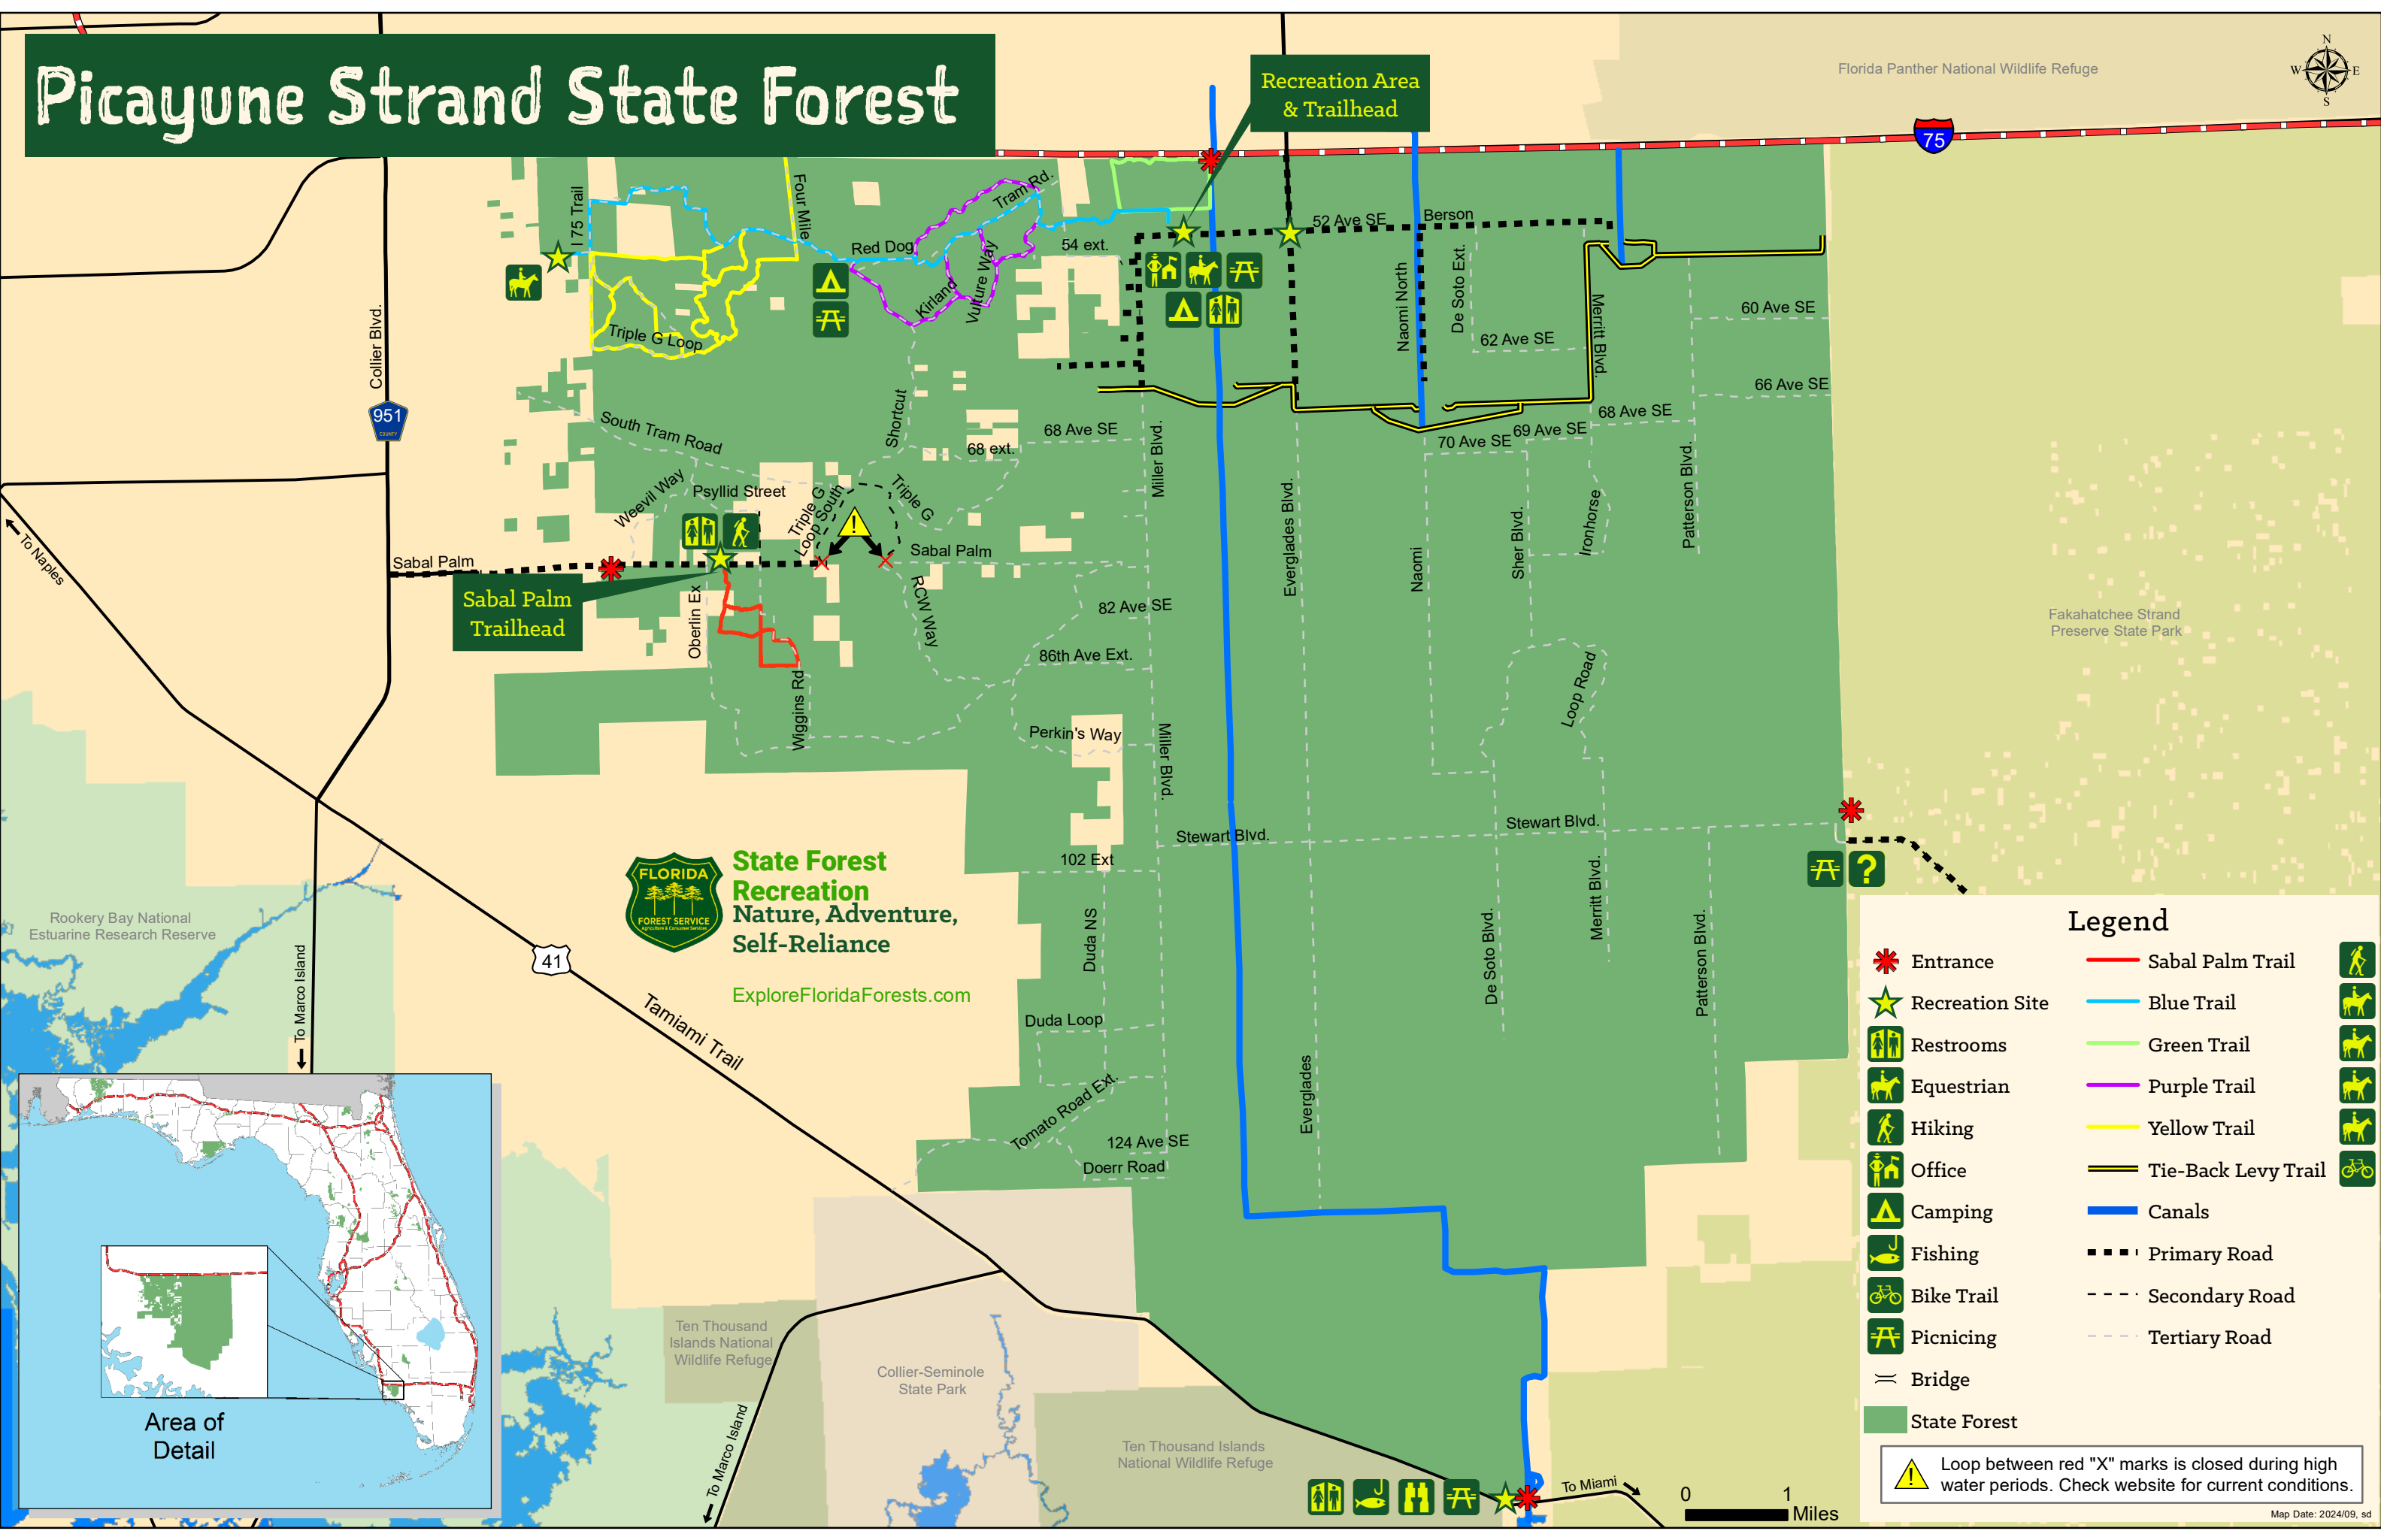 Picayune Strand State Forest
Recreation Area
& Trailhead
Florida Panther National Wildlife Refuge
N
W
E
S
75
I 75 Trail
Four Mile
Tram Rd.
Red Dog
54 ext.
52 Ave SE
Berson
Kirland
Vulture Way
Triple G Loop
Naomi North
De Soto Ext.
62 Ave SE
Merritt Blvd.
60 Ave SE
66 Ave SE
Collier Blvd.
951
COUNTY
South Tram Road
Shortcut
68 Ave SE
68 ext.
Miller Blvd.
70 Ave SE
69 Ave SE
68 Ave SE
Patterson Blvd.
Weevil Way
Psyllid Street
Triple G
Loop South
Triple G
Everglades Blvd.
Naomi
Sher Blvd.
Ironhorse
To Naples
Sabal Palm
Sabal Palm
Sabal Palm
Trailhead
Oberlin Ex
RCW Way
82 Ave SE
86th Ave Ext.
Wiggins Rd
Perkin's Way
Miller Blvd.
Loop Road
Fakahatchee Strand
Preserve State Park
Stewart Blvd.
Stewart Blvd.
102 Ext
Duda NS
De Soto Blvd.
Merritt Blvd.
Patterson Blvd.
?
FLORIDA
FOREST SERVICE
Agriculture & Consumer Services
State Forest
Recreation
Nature, Adventure,
Self-Reliance
ExploreFloridaForests.com
Rookery Bay National
Estuarine Research Reserve
To Marco Island
41
Tamiami Trail
Duda Loop
Tomato Road Ext.
124 Ave SE
Doerr Road
Everglades
Area of
Detail
Ten Thousand
Islands National
Wildlife Refuge
Collier-Seminole
State Park
Ten Thousand Islands
National Wildlife Refuge
To Marco Island
To Miami
0
1
Miles
Legend
Entrance
Recreation Site
Restrooms
Equestrian
Hiking
Office
Camping
Fishing
Bike Trail
Picnicing
Bridge
State Forest
Sabal Palm Trail
Blue Trail
Green Trail
Purple Trail
Yellow Trail
Tie-Back Levy Trail
Canals
Primary Road
Secondary Road
Tertiary Road
Loop between red "X" marks is closed during high
water periods. Check website for current conditions.
Map Date: 2024/09, sd